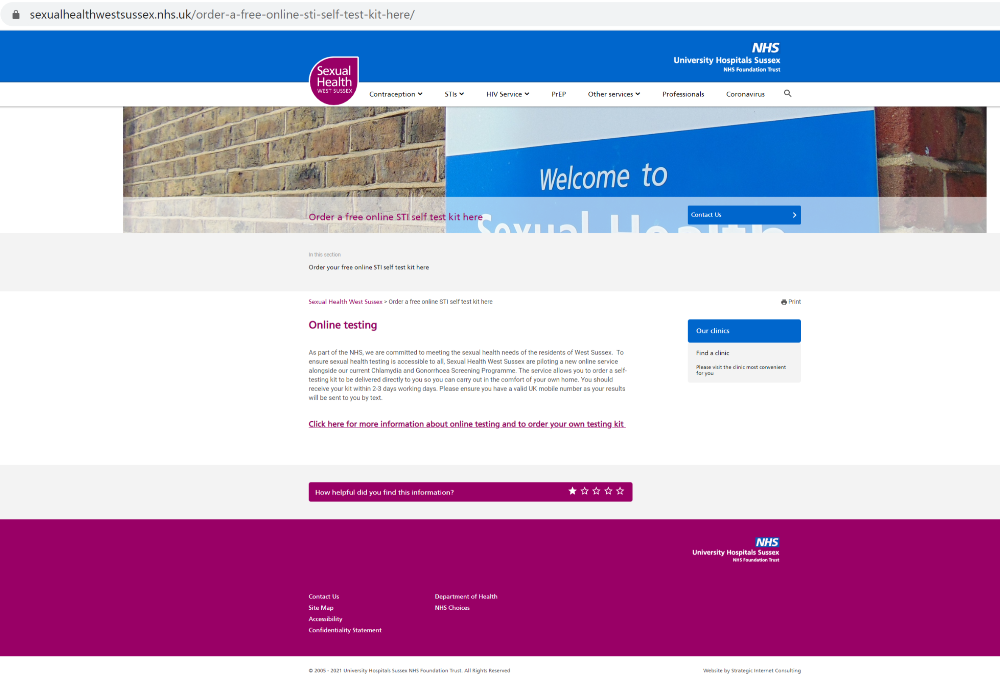 sexualhealthwestsussex.nhs.uk/order-a-free-online-sti-self-test-kit-here/
NHS
University Hospitals Sussex
NHS Foundation Trust
Sexual
Health
WEST SUSSEX
Contraception
STIs
HIV Service
PrEP
Other services
Professionals
Coronavirus
Welcome to
Sexual Health
Order a free online STI self test kit here
Contact Us
In this section
Order your free online STI self test kit here
Sexual Health West Sussex > Order a free online STI self test kit here
Print
Online testing
As part of the NHS, we are committed to meeting the sexual health needs of the residents of West Sussex.  To
ensure sexual health testing is accessible to all, Sexual Health West Sussex are piloting a new online service
alongside our current Chlamydia and Gonorrhoea Screening Programme. The service allows you to order a self-
testing kit to be delivered directly to you so you can carry out in the comfort of your own home. You should
receive your kit within 2-3 days working days. Please ensure you have a valid UK mobile number as your results
will be sent to you by text.
Click here for more information about online testing and to order your own testing kit
Our clinics
Find a clinic
Please visit the clinic most convenient
for you
How helpful did you find this information?
NHS
University Hospitals Sussex
NHS Foundation Trust
Contact Us
Site Map
Accessibility
Confidentiality Statement
Department of Health
NHS Choices
© 2005 - 2021 University Hospitals Sussex NHS Foundation Trust. All Rights Reserved
Website by Strategic Internet Consulting